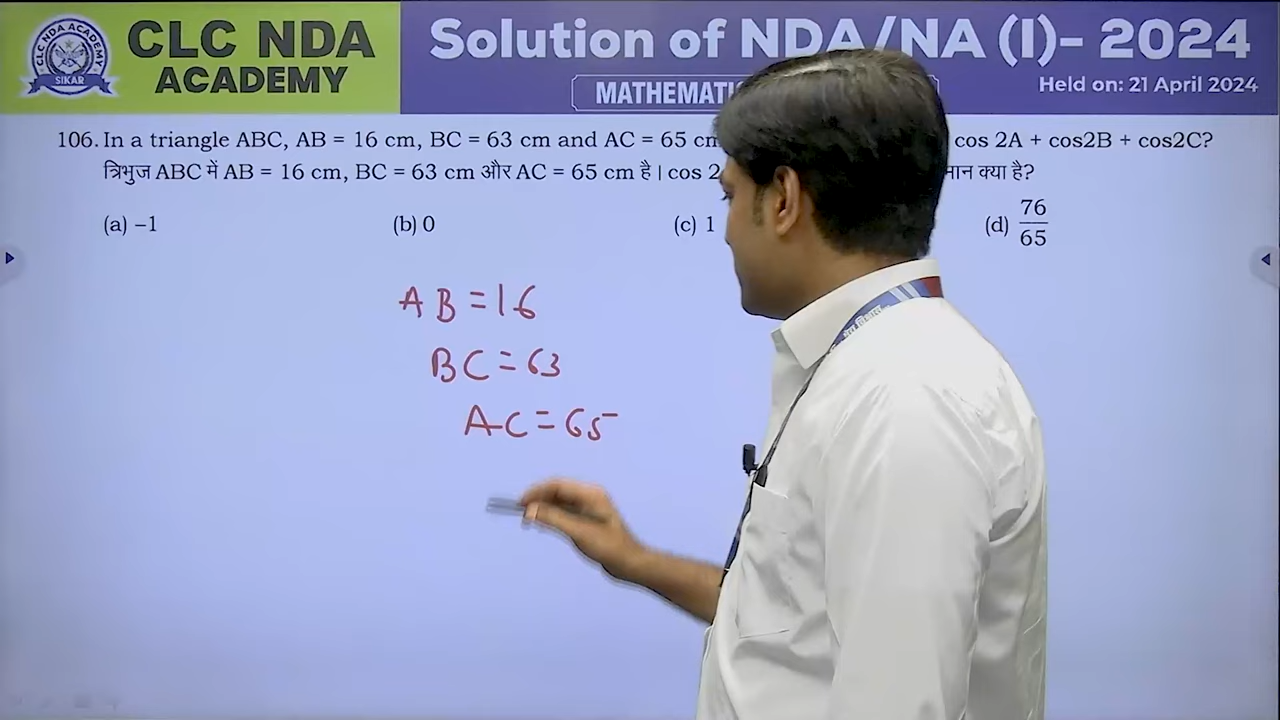 CLC NDA ACADEMY
SIKAR
CLC NDA
ACADEMY
Solution of NDA/NA (I)- 2024
MATHEMATI
Held on: 21 April 2024
106. In a triangle ABC, AB = 16 cm, BC = 63 cm and AC = 65 cm cos 2A + cos2B + cos2C?
त्रिभुज ABC में AB = 16 cm, BC = 63 cm और AC = 65 cm है। cos 2 मान क्या है?
(a) –1 (b) 0 (c) 1 (d) 76/65
AB = 16
BC = 63
AC = 65